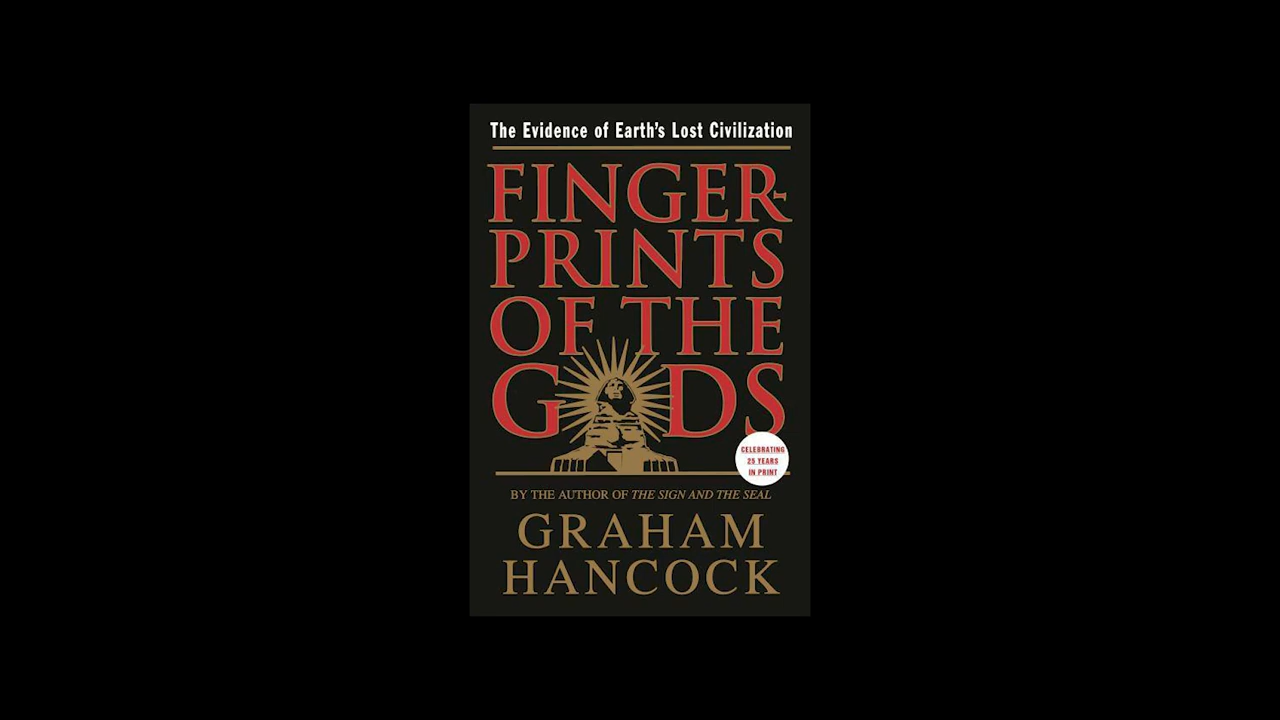 The Evidence of Earth's Lost Civilization
FINGER-
PRINTS
OF THE
GODS
CELEBRATING
25 YEARS
IN PRINT
BY THE AUTHOR OF THE SIGN AND THE SEAL
GRAHAM
HANCOCK